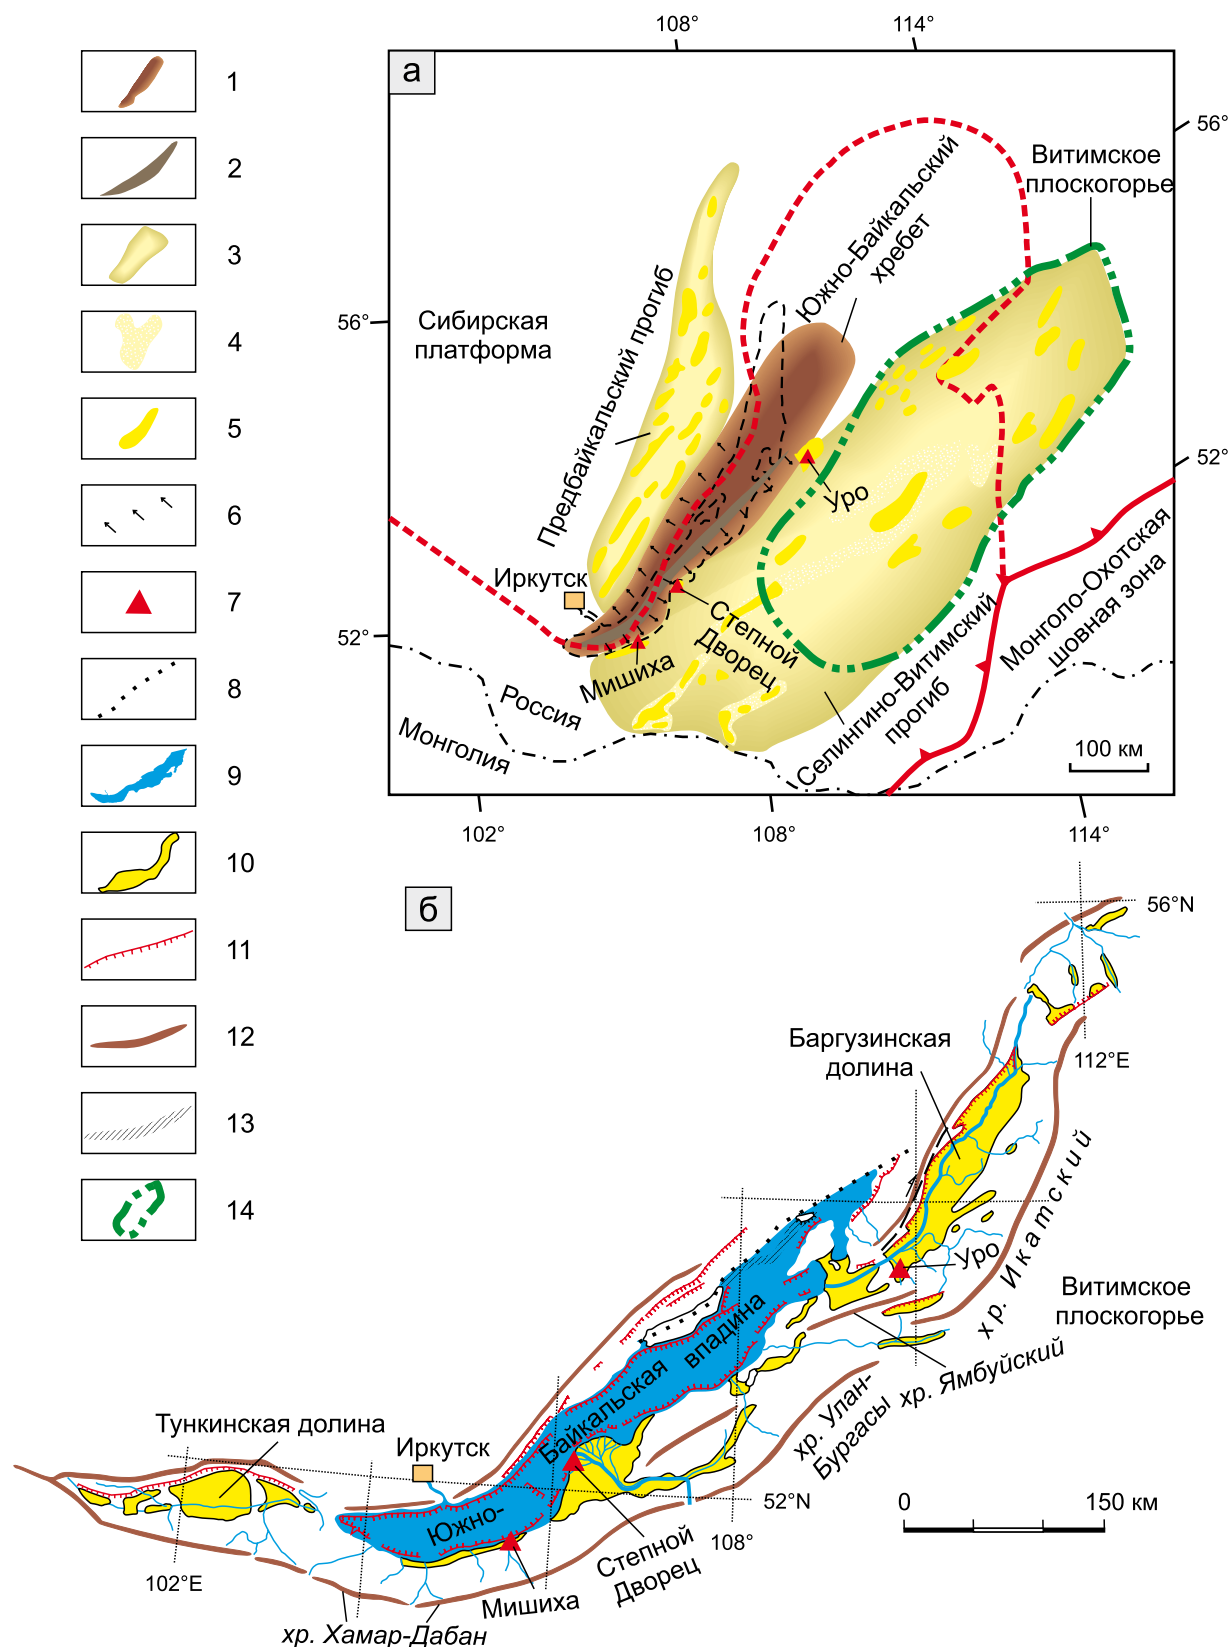 1
2
3
4
5
6
7
8
9
10
11
12
13
14
а
108°
114°
56°
52°
56°
52°
102°
108°
114°
Сибирская
платформа
Предбайкальский прогиб
Южно-Байкальский
хребет
Витимское
плоскогорье
Уро
Иркутск
Степной
Дворец
Мишиха
Россия
Монголия
Селингино-Витимский
прогиб
Монголо-Охотская
шовная зона
100 км
б
56°N
112°E
Баргузинская
долина
Уро
хр. Икатский
Витимское
плоскогорье
хр. Ямбуйский
хр. Улан-
Бургасы
Южно-
Байкальская
впадина
Тункинская долина
Иркутск
52°N
108°
102°E
Степной
Дворец
Мишиха
хр. Хамар-Дабан
0
150 км